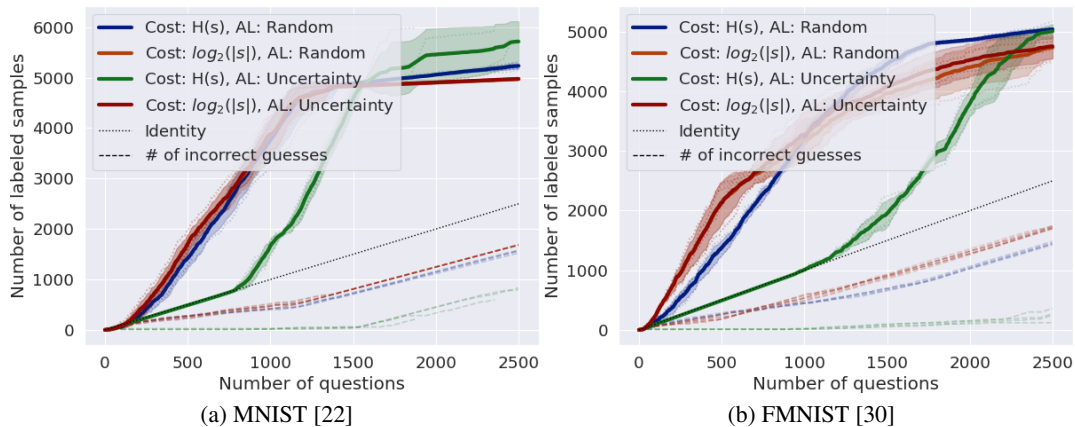 Cost: H(s), AL: Random
Cost: log₂(|s|), AL: Random
Cost: H(s), AL: Uncertainty
Cost: log₂(|s|), AL: Uncertainty
Identity
# of incorrect guesses
Number of labeled samples
6000
5000
4000
3000
2000
1000
0
0 500 1000 1500 2000 2500
Number of questions
(a) MNIST [22]
Cost: H(s), AL: Random
Cost: log₂(|s|), AL: Random
Cost: H(s), AL: Uncertainty
Cost: log₂(|s|), AL: Uncertainty
Identity
# of incorrect guesses
Number of labeled samples
5000
4000
3000
2000
1000
0
0 500 1000 1500 2000 2500
Number of questions
(b) FMNIST [30]